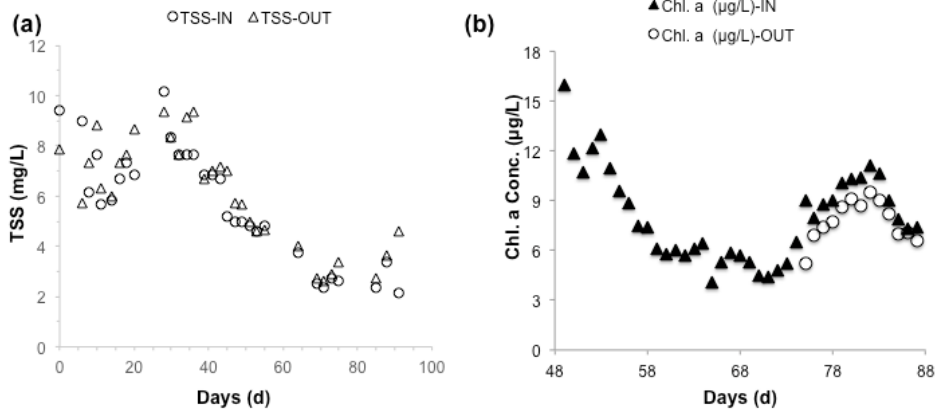 (a)
TSS-IN TSS-OUT
12
10
8
6
4
2
0
TSS (mg/L)
0 20 40 60 80 100
Days (d)
(b)
Chl. a (µg/L)-IN
Chl. a (µg/L)-OUT
18
15
12
9
6
3
0
Chl. a Conc. (µg/L)
48 58 68 78 88
Days (d)